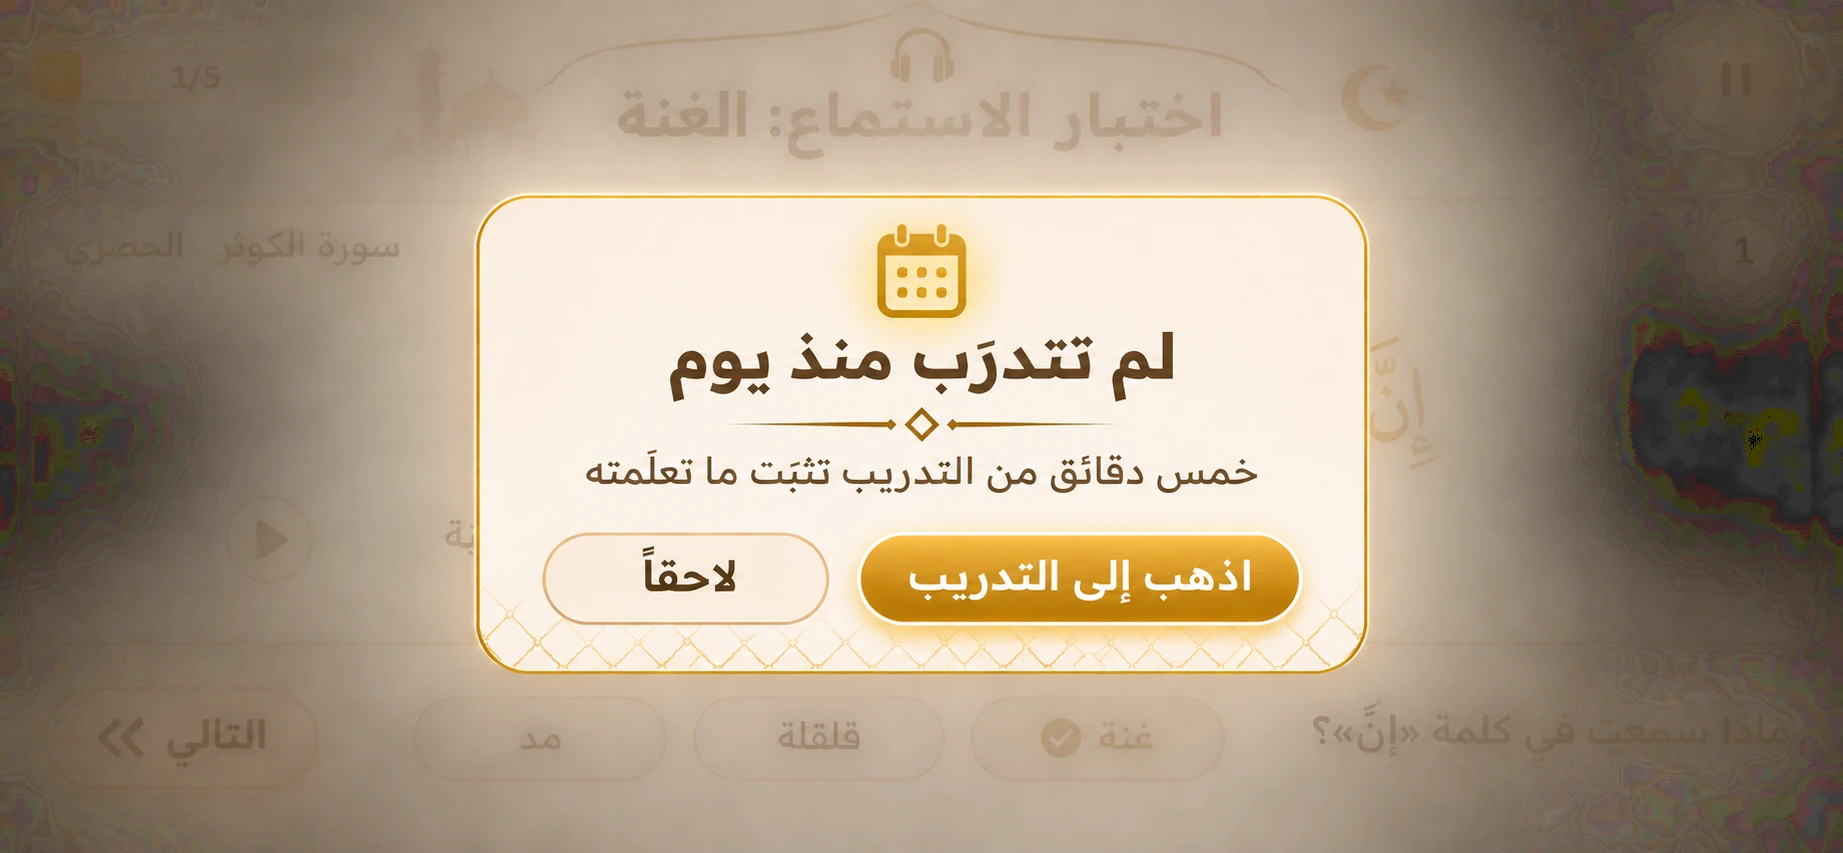 1/5
اختبار الاستماع: الغنة
سورة الكوثر الحصري
1
إِنَّ
لم تتدرَب منذ يوم
خمس دقائق من التدريب تثبَت ما تعلَمته
اذهب إلى التدريب
لاحقاً
ماذا سمعت في كلمة «إنَّ»؟
غنة
قلقلة
مد
التالي